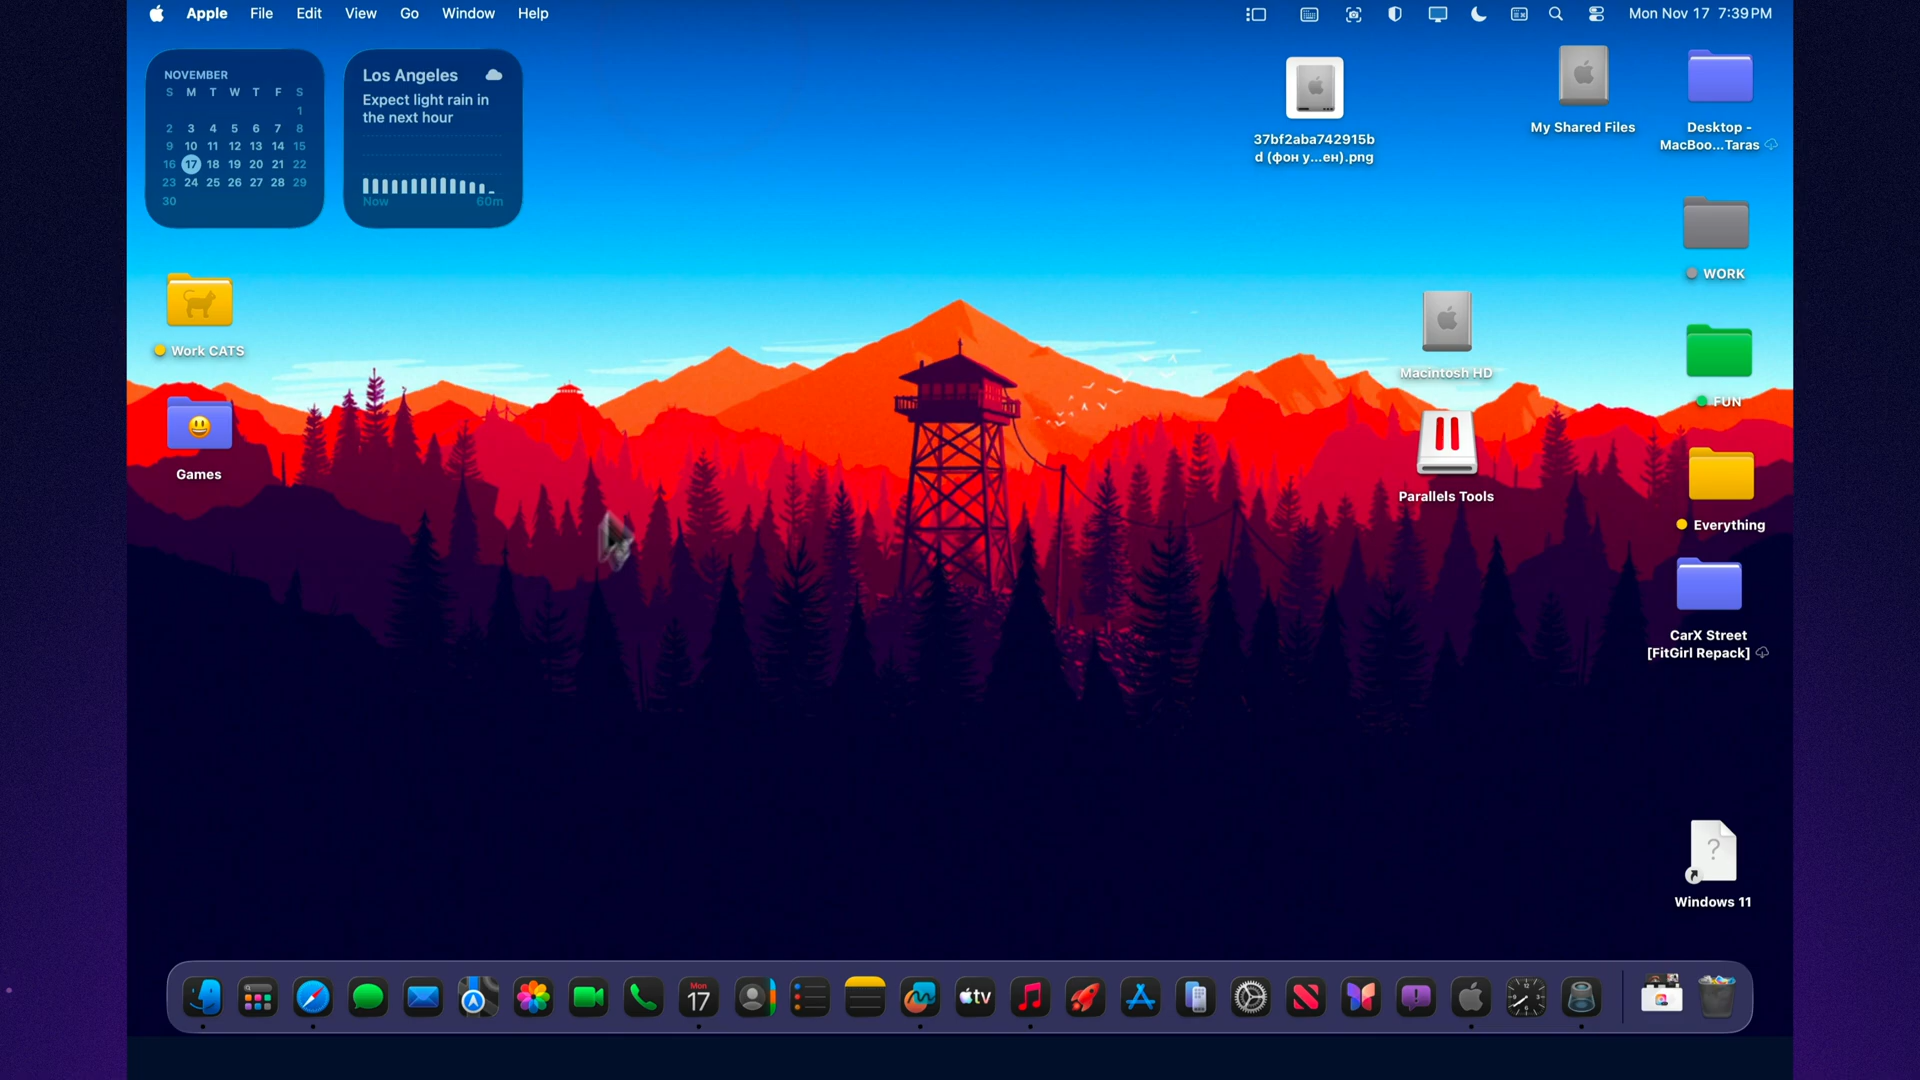 Apple File Edit View Go Window Help
Mon Nov 17 7:39 PM
NOVEMBER
S M T W T F S
1
2 3 4 5 6 7 8
9 10 11 12 13 14 15
16 17 18 19 20 21 22
23 24 25 26 27 28 29
30
Los Angeles
Expect light rain in
the next hour
Now 60m
37bf2aba742915b
d (фон у...ен).png
My Shared Files
Desktop -
MacBoo...Taras
WORK
Work CATS
Macintosh HD
FUN
Games
Parallels Tools
Everything
CarX Street
[FitGirl Repack]
?
Windows 11
Mon
17
tv